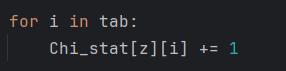 for i in tab:
    Chi_stat[z][i] += 1